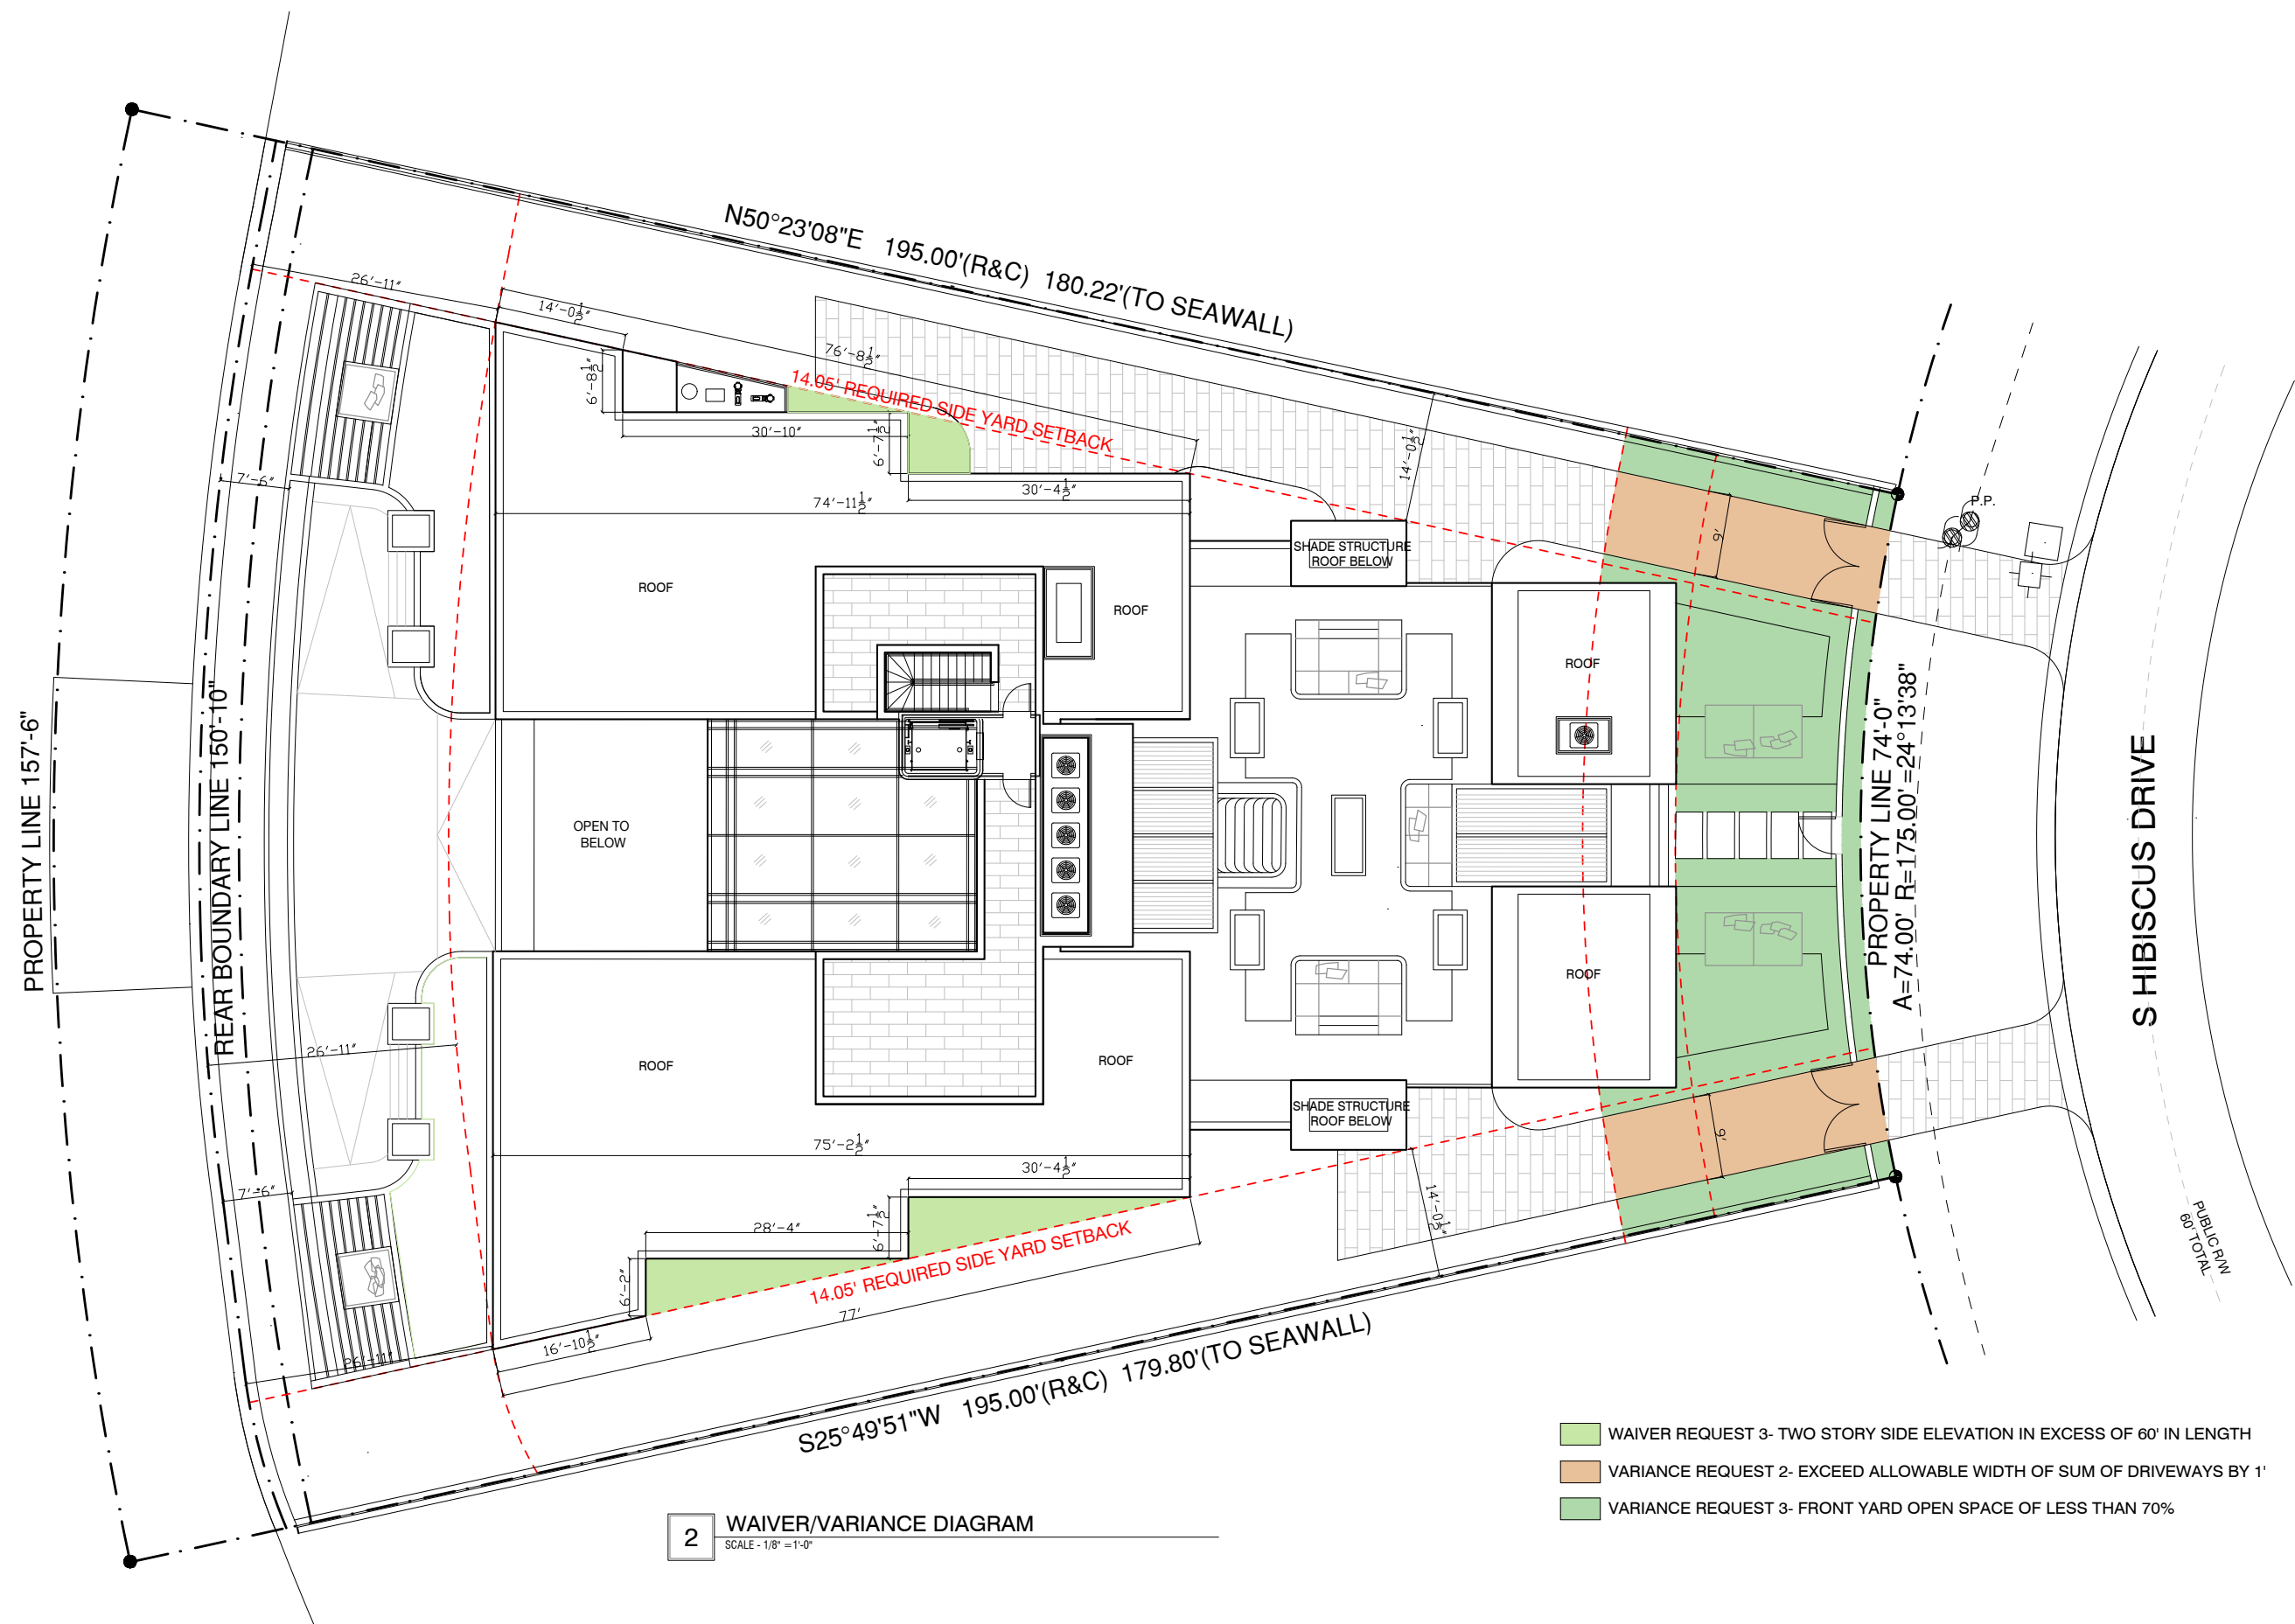 N50°23'08"E   195.00'(R&C)  180.22'(TO SEAWALL)
26'-11"
14'-0½"
76'-8½"
14.05' REQUIRED SIDE YARD SETBACK
6'-8½"
30'-10"
6'-7½"
14'-0½"
7'-6"
30'-4½"
74'-11½"
P.P.
9'
SHADE STRUCTURE
ROOF BELOW
ROOF
ROOF
ROOF
PROPERTY LINE 157'-6"
REAR BOUNDARY LINE 150'-10"
OPEN TO
BELOW
PROPERTY LINE 74'-0"
A=74.00' R=175.00'=24°13'38"
S HIBISCUS DRIVE
ROOF
26'-11"
ROOF
ROOF
SHADE STRUCTURE
ROOF BELOW
9'
75'-2½"
30'-4½"
7'-6"
14'-0½"
28'-4"
6'-7½"
6'-2"
14.05' REQUIRED SIDE YARD SETBACK
77'
PUBLIC R/W
60' TOTAL
16'-10½"
26'-11"
S25°49'51"W   195.00'(R&C)  179.80'(TO SEAWALL)
WAIVER REQUEST 3- TWO STORY SIDE ELEVATION IN EXCESS OF 60' IN LENGTH
VARIANCE REQUEST 2- EXCEED ALLOWABLE WIDTH OF SUM OF DRIVEWAYS BY 1'
VARIANCE REQUEST 3- FRONT YARD OPEN SPACE OF LESS THAN 70%
2
WAIVER/VARIANCE DIAGRAM
SCALE - 1/8" =1'-0"